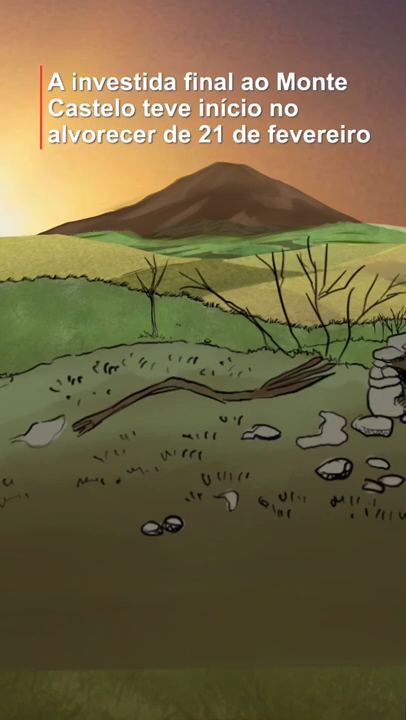 A investida final ao Monte
Castelo teve início no
alvorecer de 21 de fevereiro